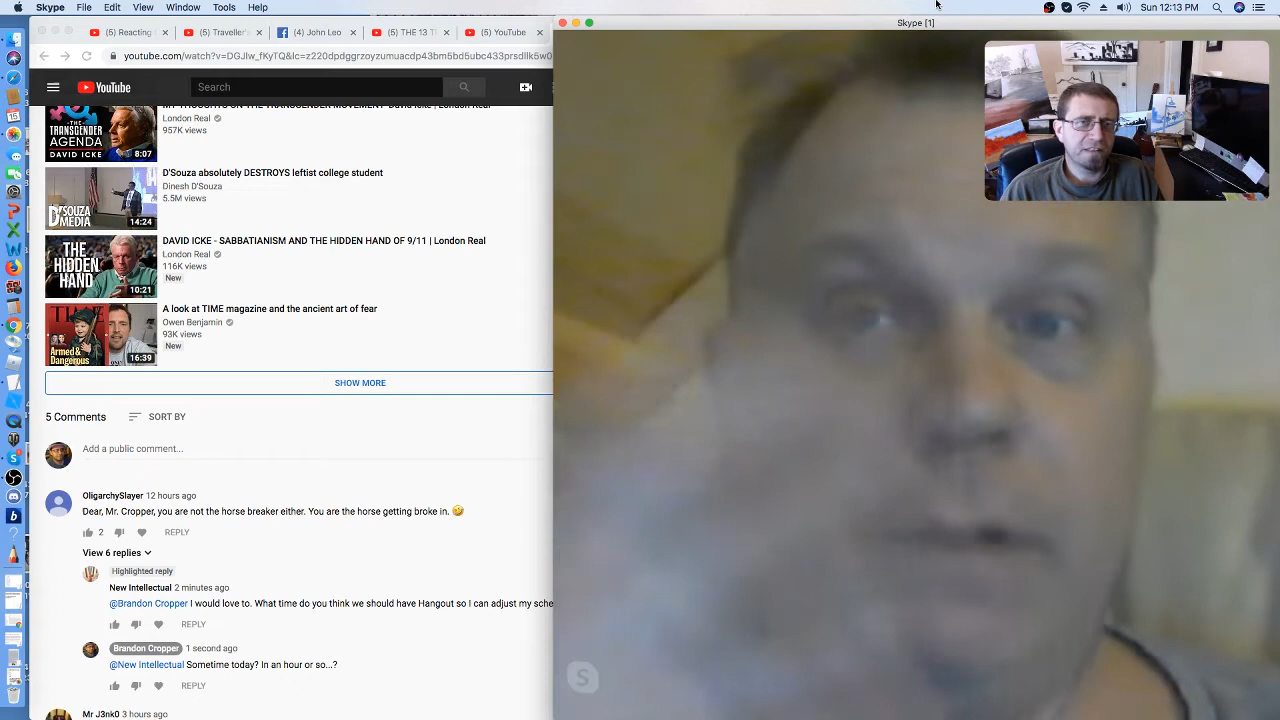 Skype File Edit View Window Tools Help
Sun 12:13 PM
(5) Reacting
(5) Traveller's
(4) John Leo
(5) THE 13 T
(5) YouTube
Skype [1]
YouTube
Search
TRANSGENDER
AGENDA
DAVID ICKE
8:07
London Real
957K views
D'SOUZA
MEDIA
14:24
D'Souza absolutely DESTROYS leftist college student
Dinesh D'Souza
5.5M views
THE
HIDDEN
HAND
10:21
DAVID ICKE - SABBATIANISM AND THE HIDDEN HAND OF 9/11 | London Real
London Real
116K views
New
TIME
Armed &
Dangerous
16:39
A look at TIME magazine and the ancient art of fear
Owen Benjamin
93K views
New
SHOW MORE
5 Comments SORT BY
Add a public comment...
OligarchySlayer 12 hours ago
Dear, Mr. Cropper, you are not the horse breaker either. You are the horse getting broke in. 🤣
2 REPLY
View 6 replies
Highlighted reply
New Intellectual 2 minutes ago
@Brandon Cropper I would love to. What time do you think we should have Hangout so I can adjust my sche
REPLY
Brandon Cropper 1 second ago
@New Intellectual Sometime today? In an hour or so...?
REPLY
Mr J3nk0 3 hours ago